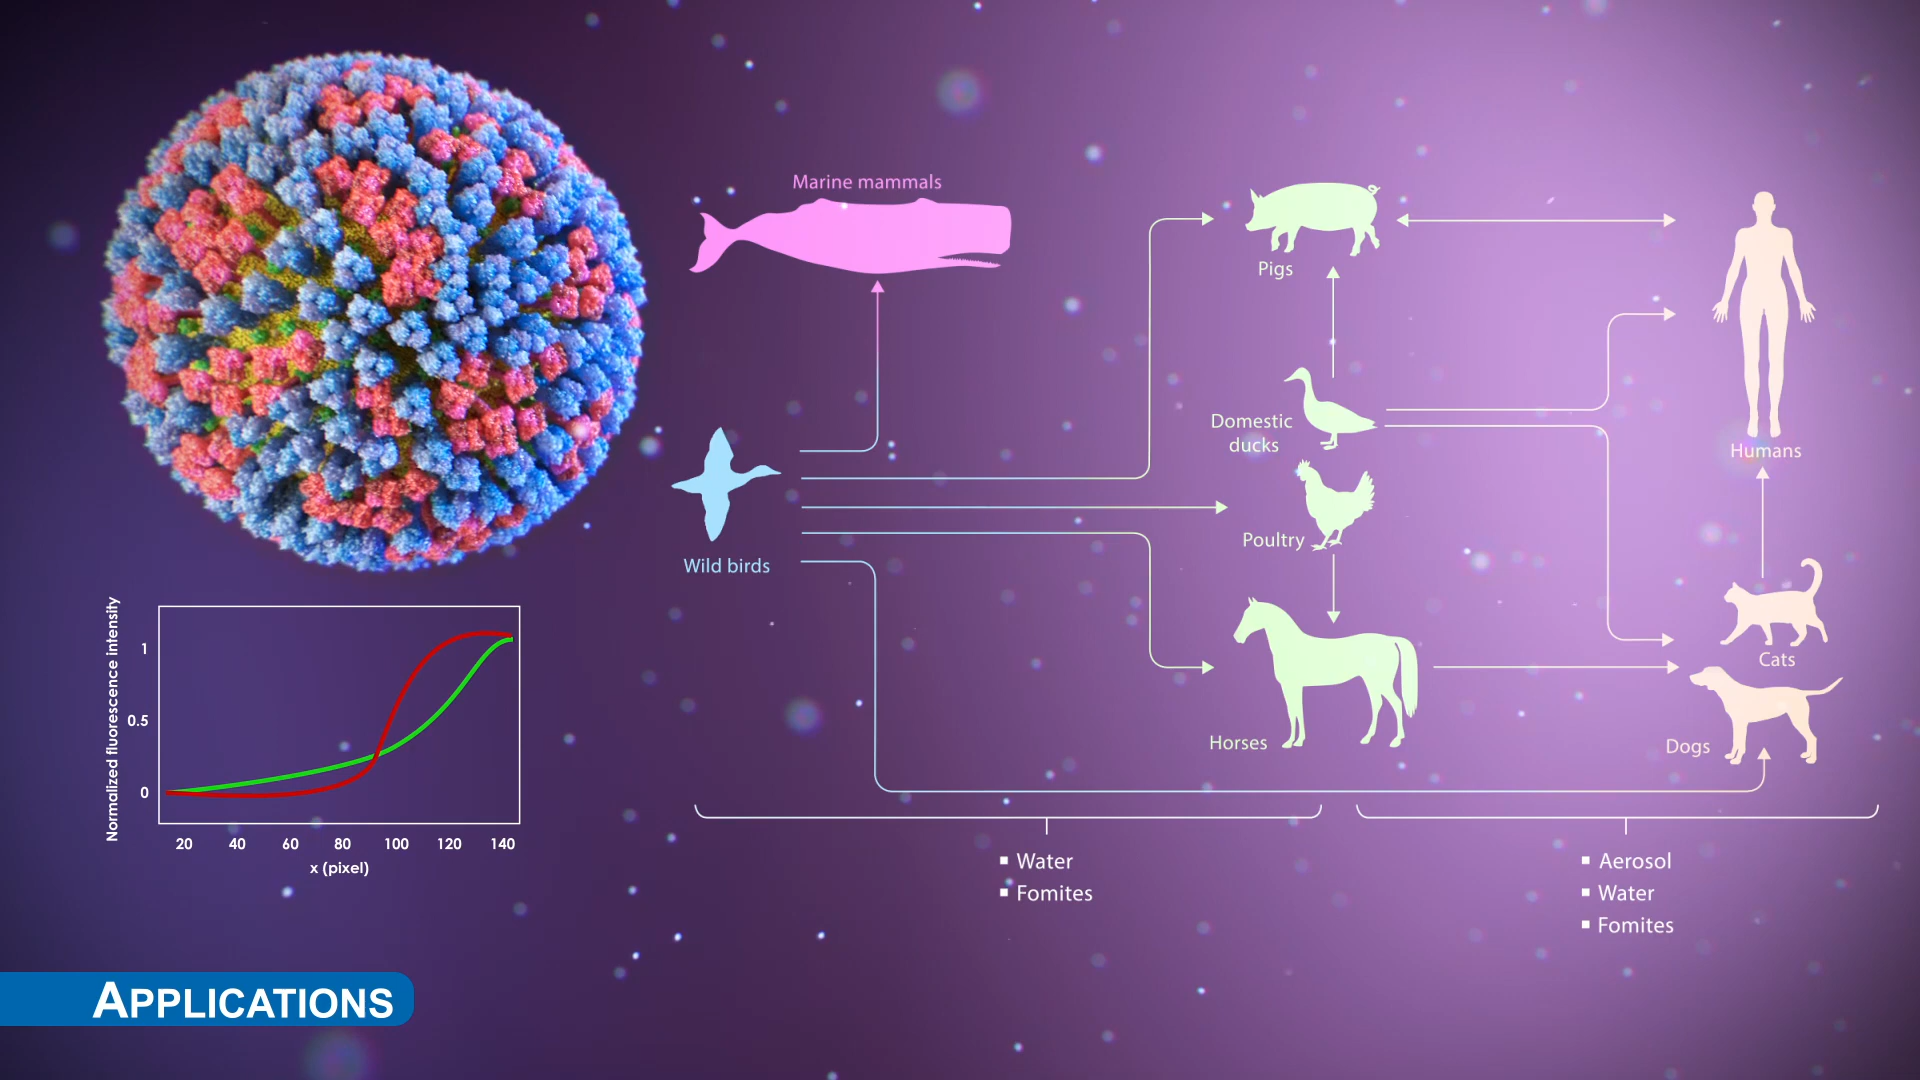 Marine mammals
Pigs
Domestic
ducks
Humans
Wild birds
Poultry
Cats
Horses
Dogs
Normalized fluorescence intensity
1
0.5
0
20 40 60 80 100 120 140
x (pixel)
▪ Water
▪ Fomites
▪ Aerosol
▪ Water
▪ Fomites
APPLICATIONS